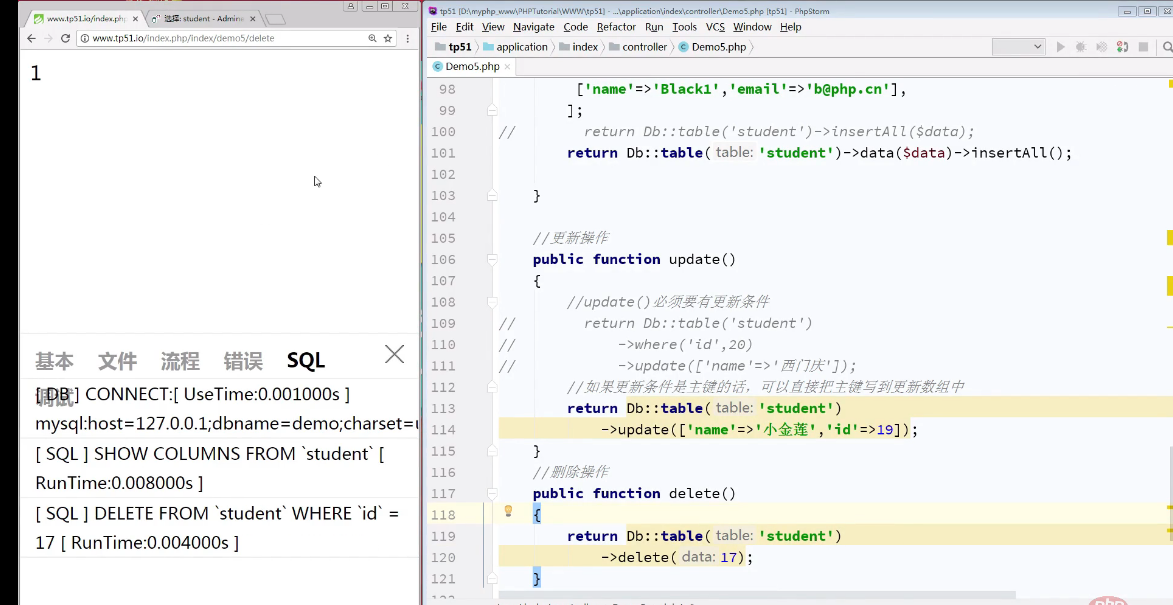 www.tp51.io/index.php
选择: student - Admine
www.tp51.io/index.php/index/demo5/delete
1
基本 文件 流程 错误 SQL
调试
[ DB ] CONNECT:[ UseTime:0.001000s ]
mysql:host=127.0.0.1;dbname=demo;charset=u
[ SQL ] SHOW COLUMNS FROM `student` [
RunTime:0.008000s ]
[ SQL ] DELETE FROM `student` WHERE `id` =
17 [ RunTime:0.004000s ]
tp51 [D:\myphp_www\PHPTutorial\WWW\tp51] - ...\application\index\controller\Demo5.php [tp51] - PhpStorm
File Edit View Navigate Code Refactor Run Tools VCS Window Help
tp51 application index controller Demo5.php
Demo5.php
98 ['name'=>'Black1','email'=>'b@php.cn'],
99 ];
100 // return Db::table('student')->insertAll($data);
101 return Db::table( table: 'student')->data($data)->insertAll();
102
103 }
104
105 //更新操作
106 public function update()
107 {
108 //update()必须要有更新条件
109 // return Db::table('student')
110 // ->where('id',20)
111 // ->update(['name'=>'西门庆']);
112 //如果更新条件是主键的话，可以直接把主键写到更新数组中
113 return Db::table( table: 'student')
114 ->update(['name'=>'小金莲','id'=>19]);
115 }
116 //删除操作
117 public function delete()
118 {
119 return Db::table( table: 'student')
120 ->delete( data: 17);
121 }
php